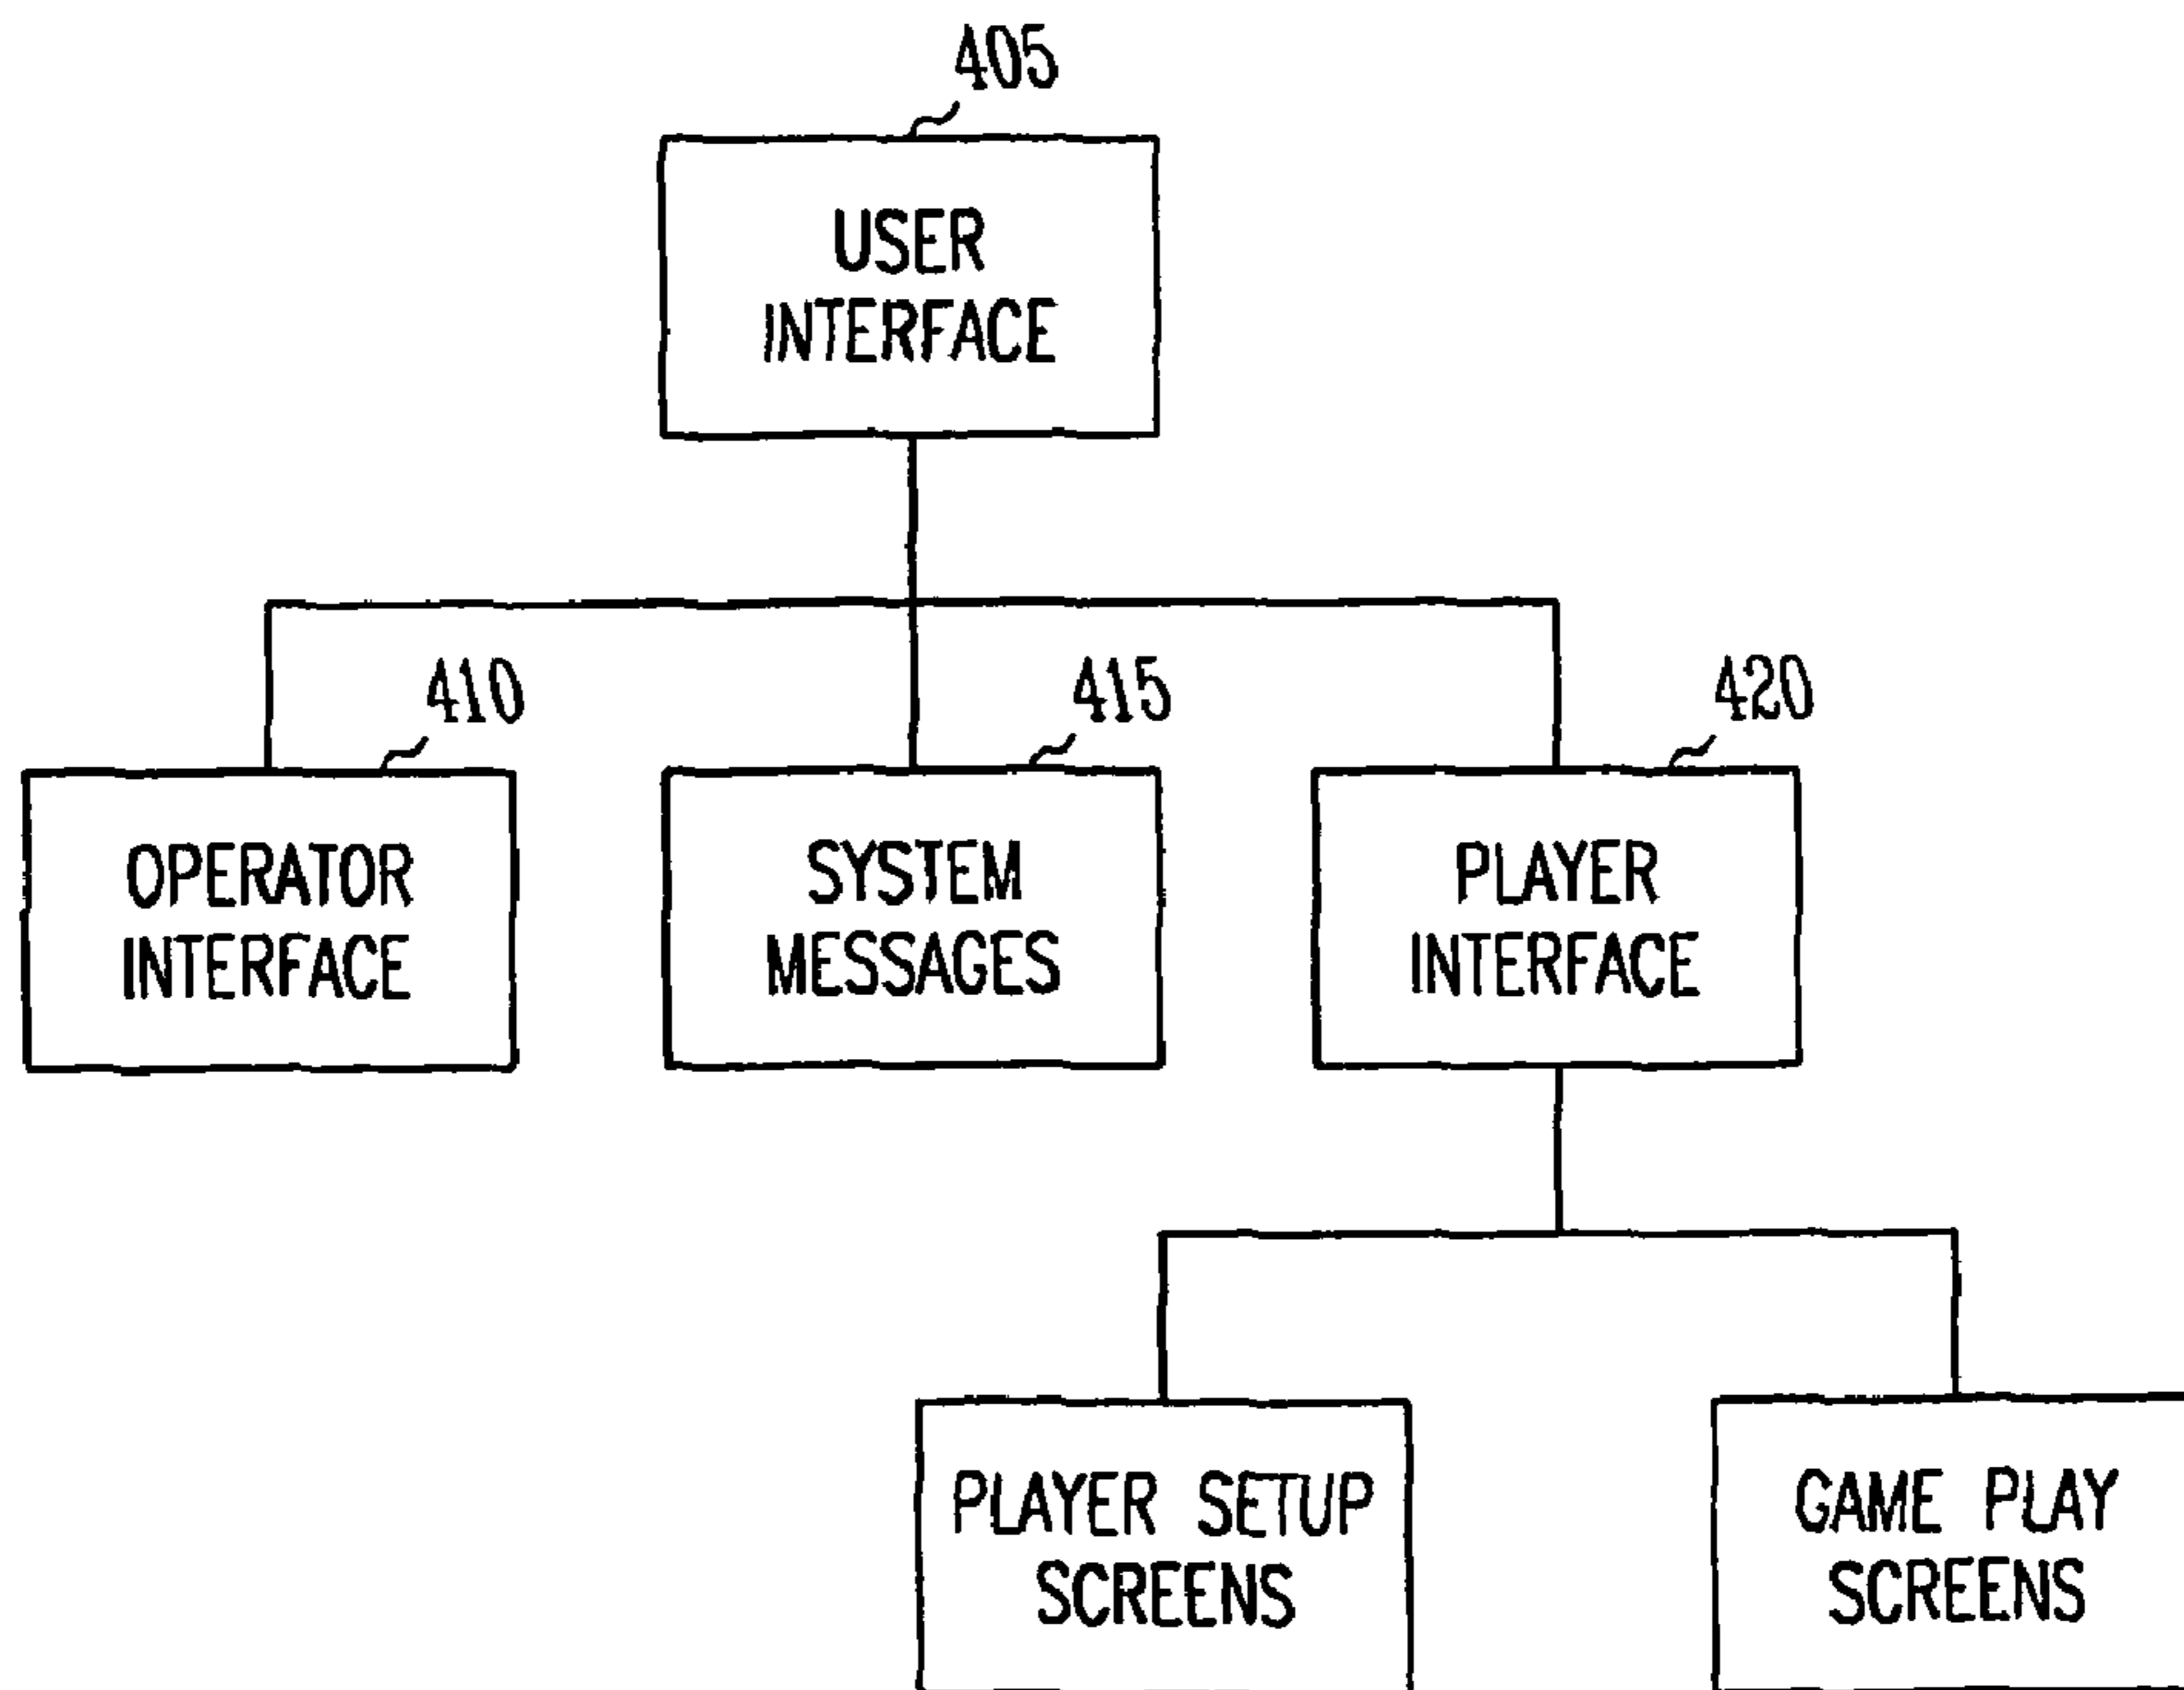 405
USER
INTERFACE
410
415
420
OPERATOR
INTERFACE
SYSTEM
MESSAGES
PLAYER
INTERFACE
PLAYER SETUP
SCREENS
GAME PLAY
SCREENS